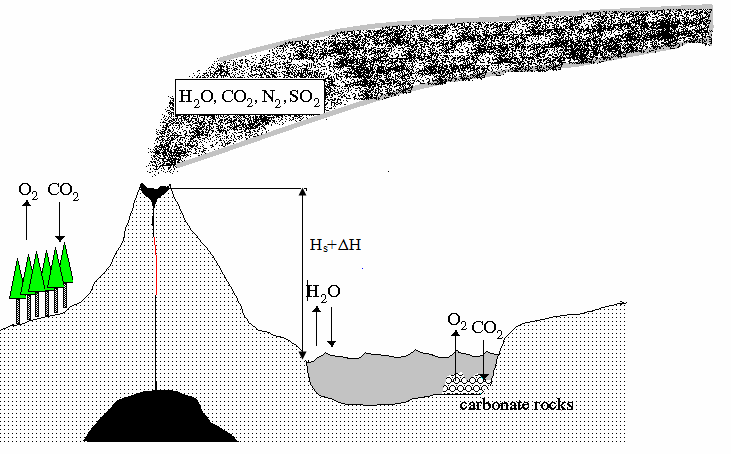 H₂O, CO₂, N₂, SO₂
O₂ CO₂
Hₛ+ΔH
H₂O
O₂ CO₂
carbonate rocks